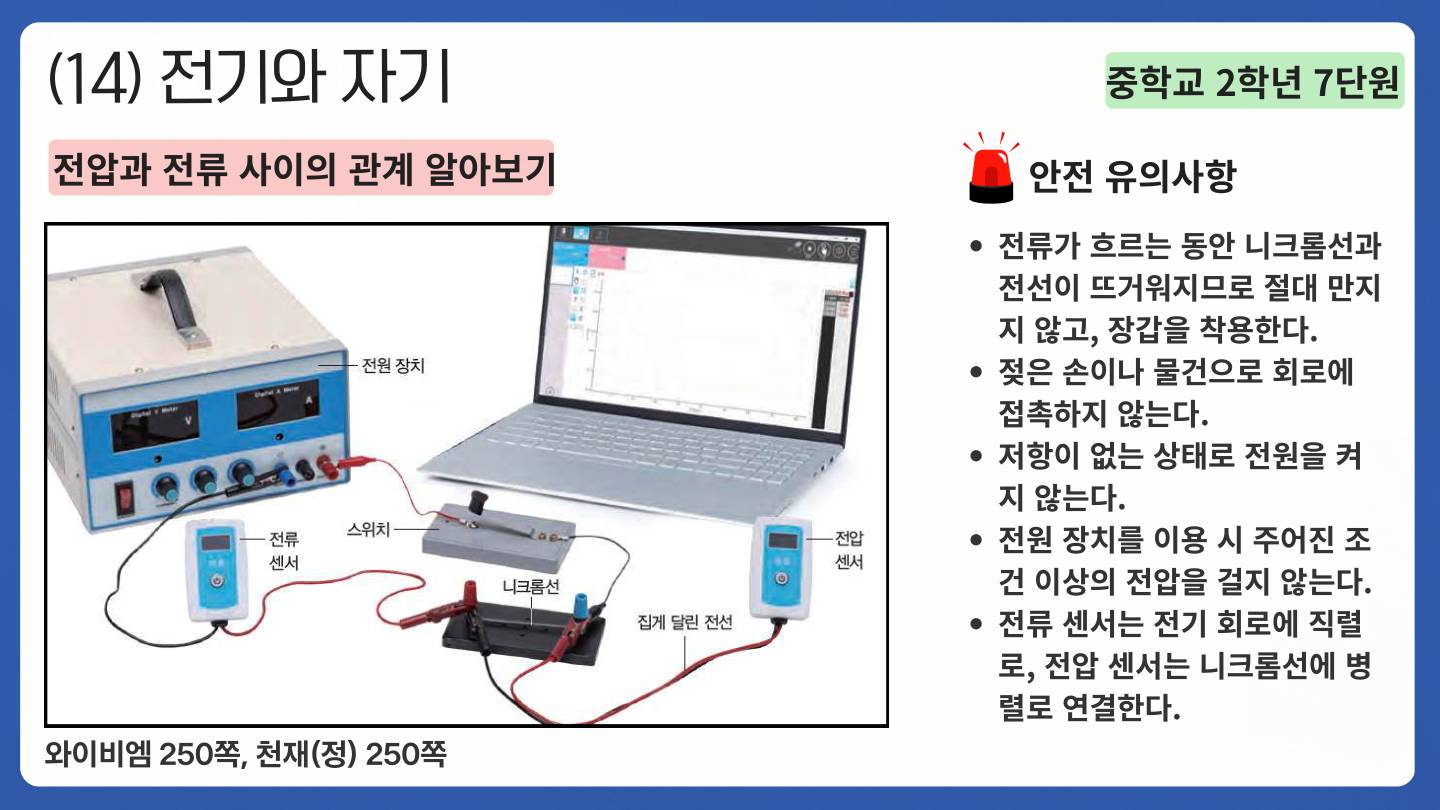 (14) 전기와 자기
중학교 2학년 7단원
전압과 전류 사이의 관계 알아보기
Digital V Meter
V
Digital A Meter
A
전원 장치
스위치
전류
센서
니크롬선
집게 달린 전선
전압
센서
와이비엠 250쪽, 천재(정) 250쪽
안전 유의사항
• 전류가 흐르는 동안 니크롬선과
전선이 뜨거워지므로 절대 만지
지 않고, 장갑을 착용한다.
• 젖은 손이나 물건으로 회로에
접촉하지 않는다.
• 저항이 없는 상태로 전원을 켜
지 않는다.
• 전원 장치를 이용 시 주어진 조
건 이상의 전압을 걸지 않는다.
• 전류 센서는 전기 회로에 직렬
로, 전압 센서는 니크롬선에 병
렬로 연결한다.